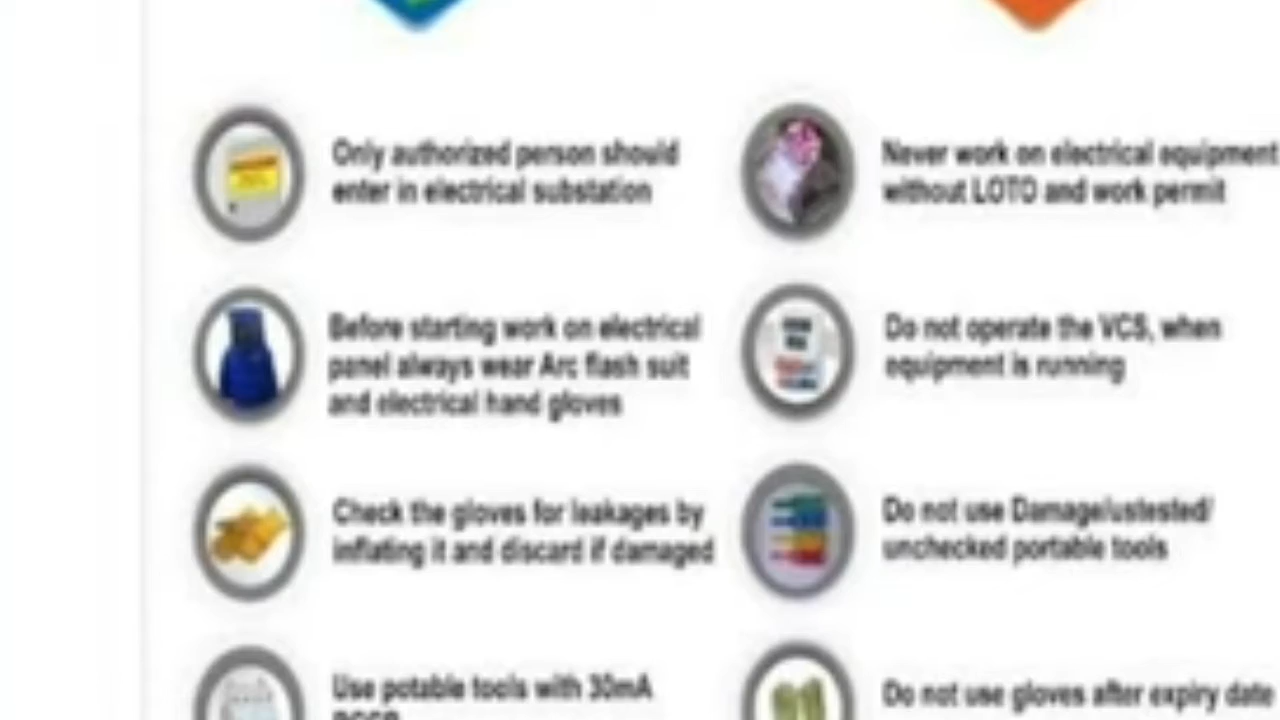 Only authorized person should
enter in electrical substation
Before starting work on electrical
panel always wear Arc flash suit
and electrical hand gloves
Check the gloves for leakages by
inflating it and discard if damaged
Use potable tools with 30mA
Never work on electrical equipment
without LOTO and work permit
Do not operate the VCS, when
equipment is running
Do not use Damage/ustested/
unchecked portable tools
Do not use gloves after expiry date